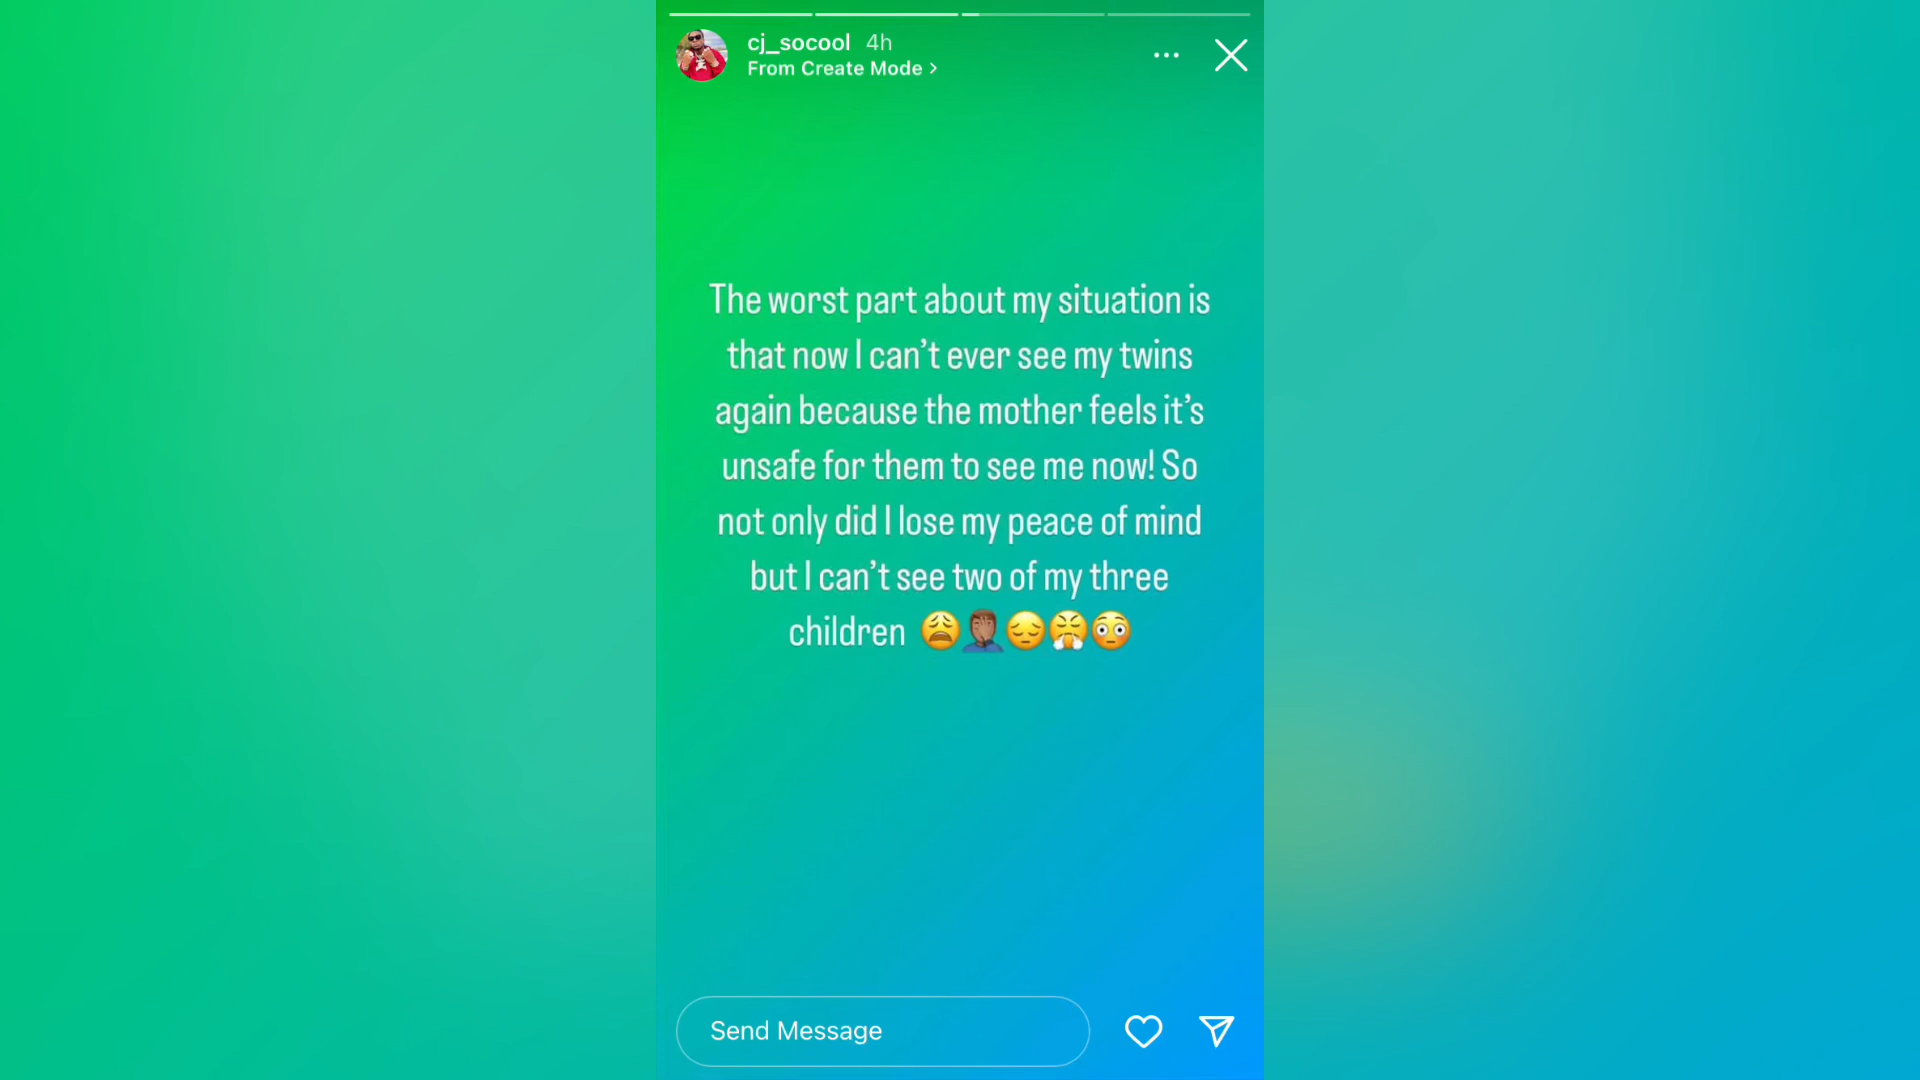 cj_socool 4h
From Create Mode >
The worst part about my situation is
that now I can’t ever see my twins
again because the mother feels it’s
unsafe for them to see me now! So
not only did I lose my peace of mind
but I can’t see two of my three
children 😩🤦🏾‍♂️😔😤😳
Send Message